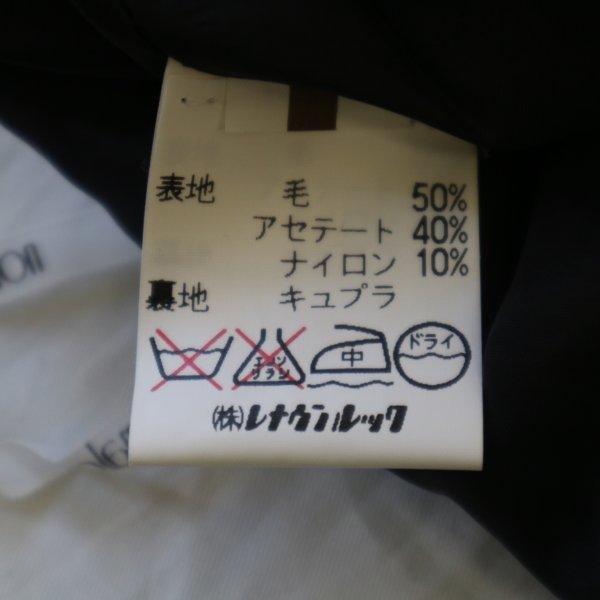 表地 毛 50%
アセテート 40%
ナイロン 10%
裏地 キュプラ
エンソ
サラシ
中
ドライ
(株)レナウンルック